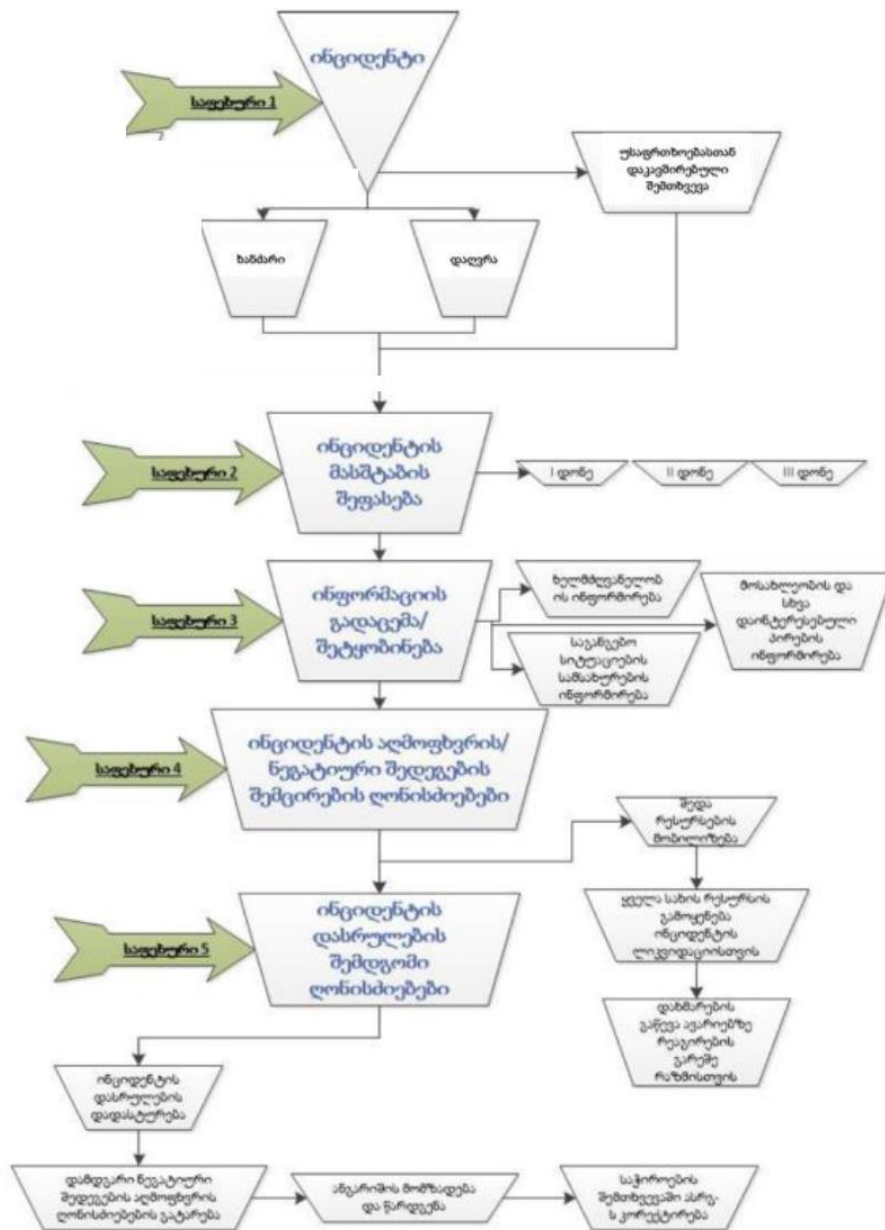 ინციდენტი
საფეხური 1
უსაფრთხოებასთან
დაკავშირებული
შემთხვევა
ხანძარი
დაღვრა
ინციდენტის
მასშტაბის
შეფასება
საფეხური 2
I დონე
II დონე
III დონე
ინფორმაციის
გადაცემა/
შეტყობინება
საფეხური 3
ხელმძღვანელობ
ის ინფორმირება
მოსახლეობის და
სხვა
დაინტერესებული
პირების
ინფორმირება
საგანგებო
სიტუაციების
სამსახურების
ინფორმირება
ინციდენტის აღმოფხვრის/
ნეგატიური შედეგების
შემცირების ღონისძიებები
საფეხური 4
შედა
რესურსების
მობილიზება
ინციდენტის
დასრულების
შემდგომი
ღონისძიებები
საფეხური 5
ყველა სახის რესურსის
გამოყენება
ინციდენტის
ლიკვიდაციისთვის
დახმარების
გაწევა ავარიებზე
რეაგირების
გარეშე
რაზმისთვის
ინციდენტის
დასრულების
დადასტურება
დამდგარი ნეგატიური
შედეგების აღმოფხვრის
ღონისძიებების გატარება
ანგარიშის მომზადება
და წარდგენა
საჭიროების
შემთხვევაში ასრგ-
ს კორექტირება